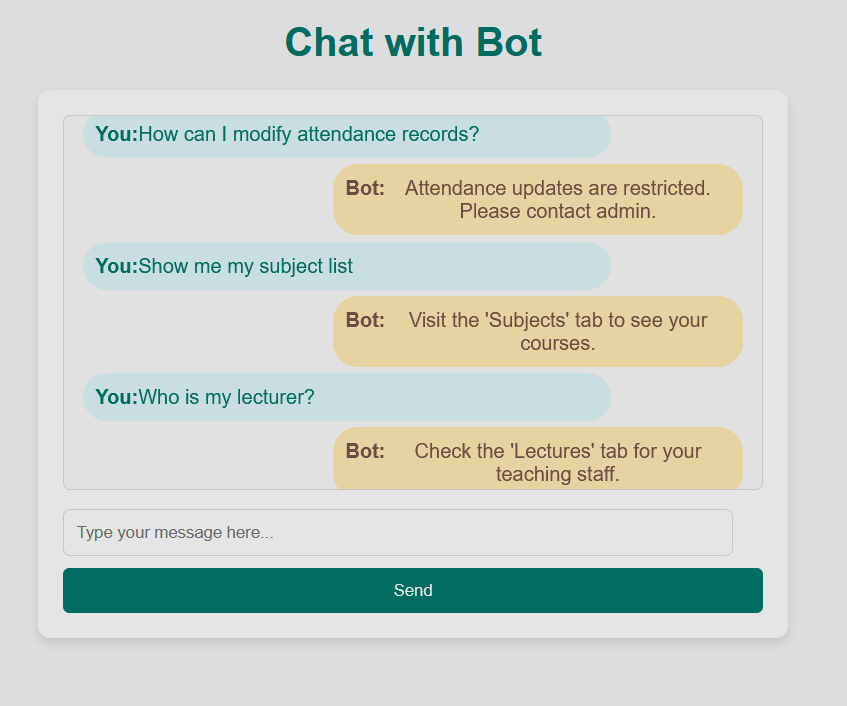 Chat with Bot
You:How can I modify attendance records?
Bot: Attendance updates are restricted.
Please contact admin.
You:Show me my subject list
Bot: Visit the 'Subjects' tab to see your
courses.
You:Who is my lecturer?
Bot: Check the 'Lectures' tab for your
teaching staff.
Type your message here...
Send